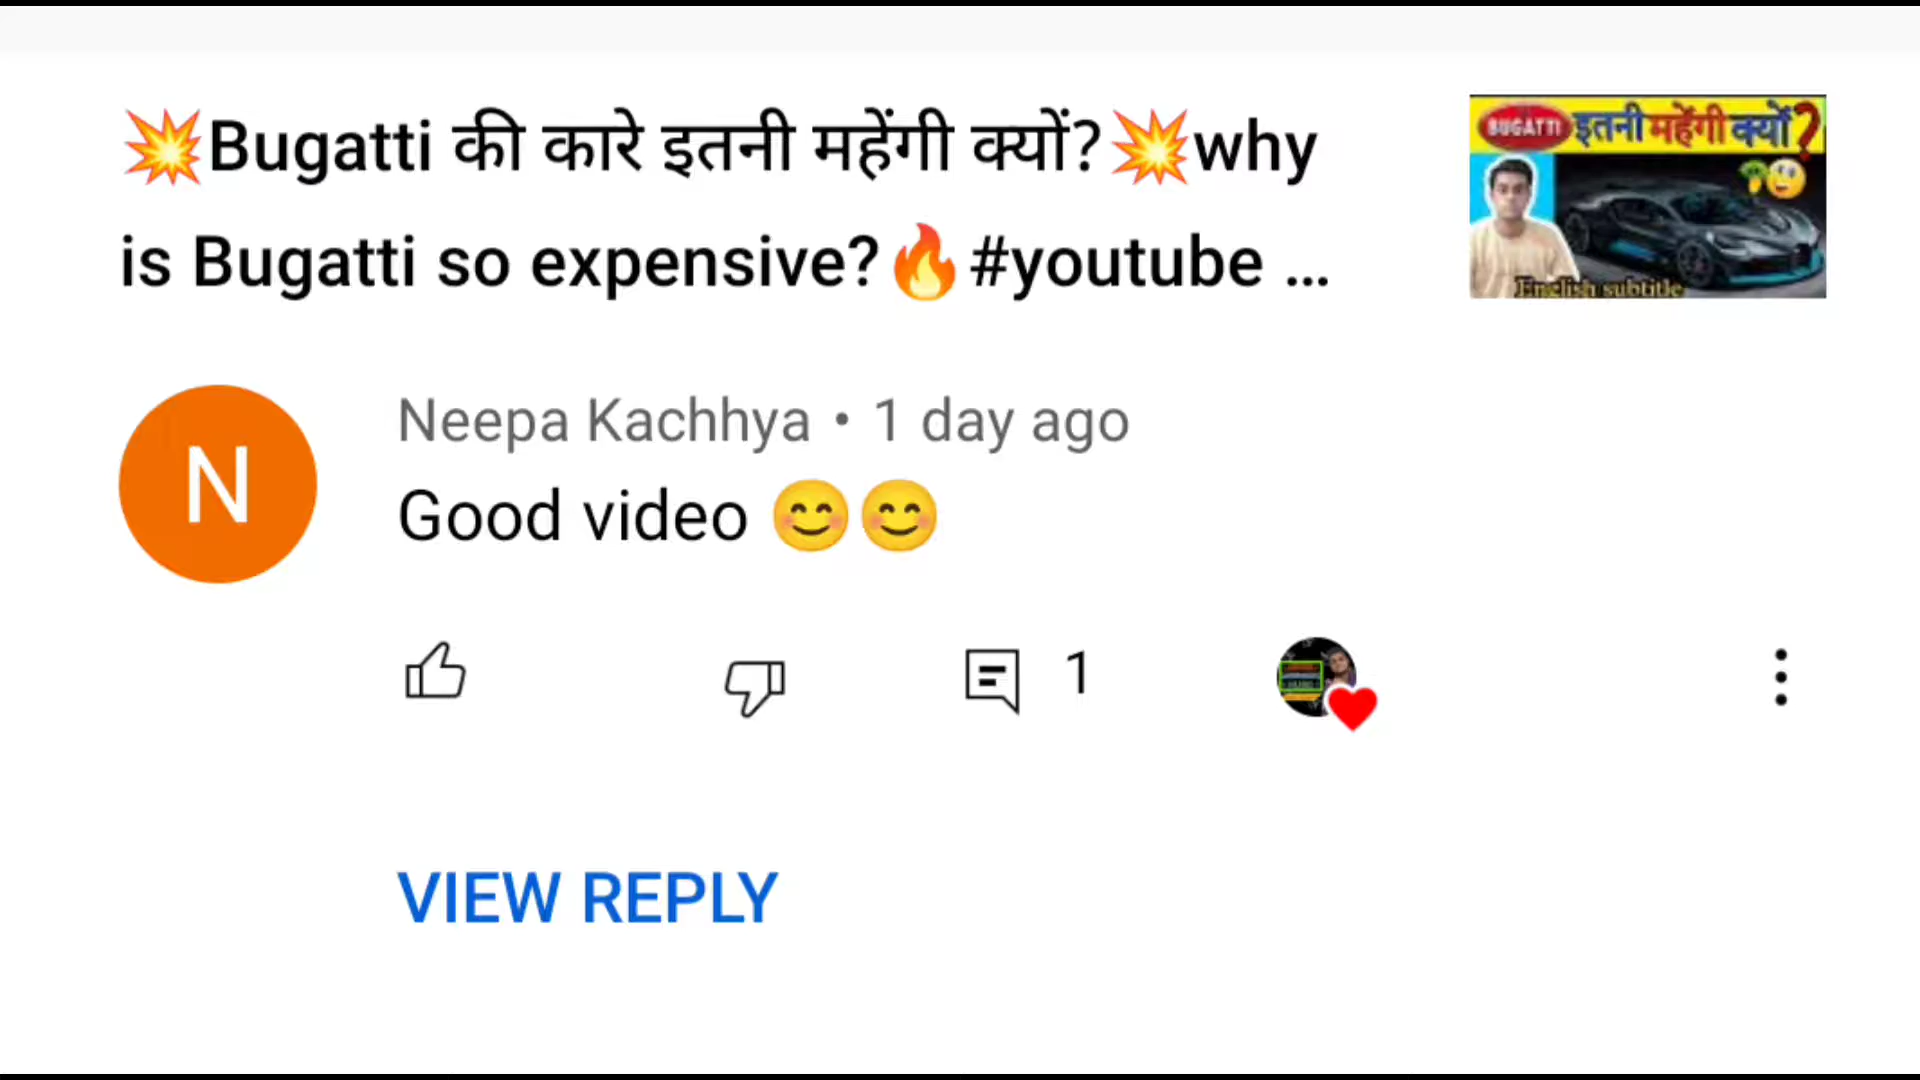 💥Bugatti की कारे इतनी महेंगी क्यों?💥why
is Bugatti so expensive?🔥#youtube ...
BUGATTI इतनी महेंगी क्यों?
English subtitle
N
Neepa Kachhya • 1 day ago
Good video 😊😊
1
VIEW REPLY